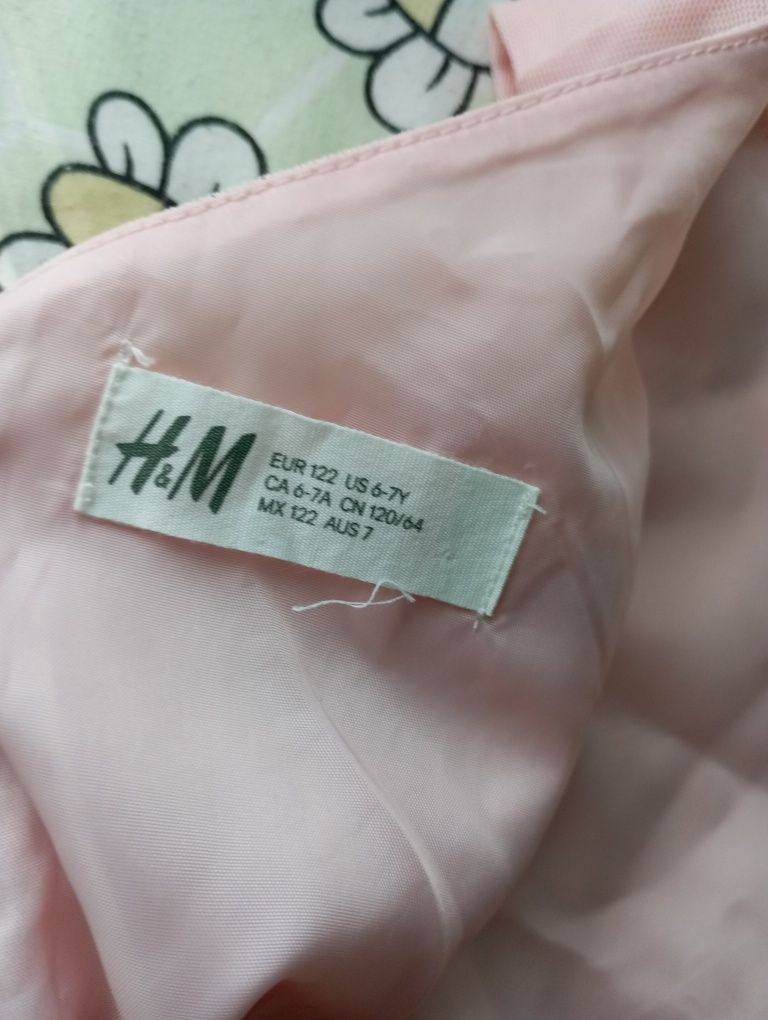 H&M
EUR 122 US 6-7Y
CA 6-7A CN 120/64
MX 122 AUS 7